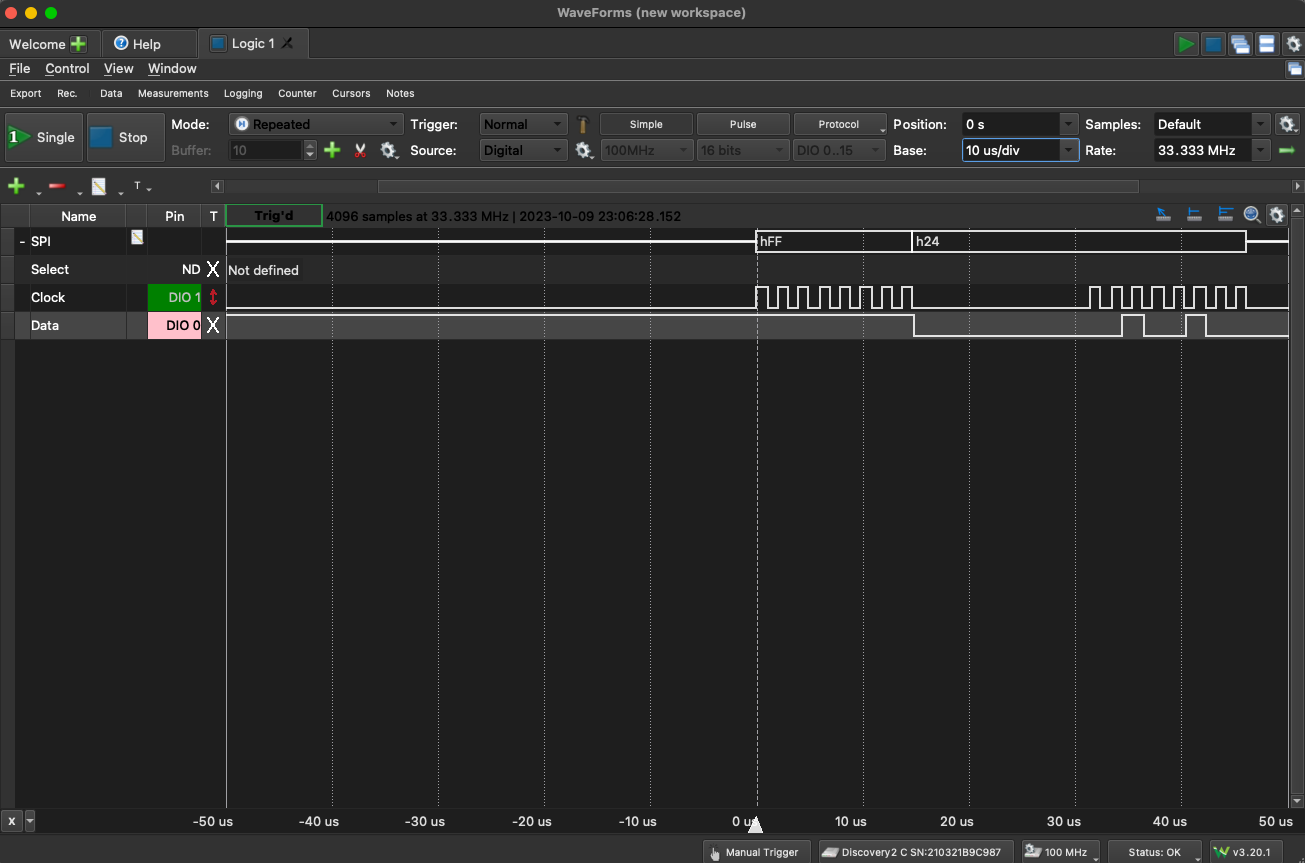 WaveForms (new workspace)
Welcome Help Logic 1
File Control View Window
Export Rec. Data Measurements Logging Counter Cursors Notes
Mode: Repeated Trigger: Normal Simple Pulse Protocol Position: 0 s Samples: Default
1 Single Stop
Buffer: 10 Source: Digital 100MHz 16 bits DIO 0..15 Base: 10 us/div Rate: 33.333 MHz
T
Name Pin T Trig'd 4096 samples at 33.333 MHz | 2023-10-09 23:06:28.152
- SPI hFF h24
Select ND X Not defined
Clock DIO 1
Data DIO 0 X
X -50 us -40 us -30 us -20 us -10 us 0 us 10 us 20 us 30 us 40 us 50 us
Manual Trigger Discovery2 C SN:210321B9C987 100 MHz Status: OK v3.20.1